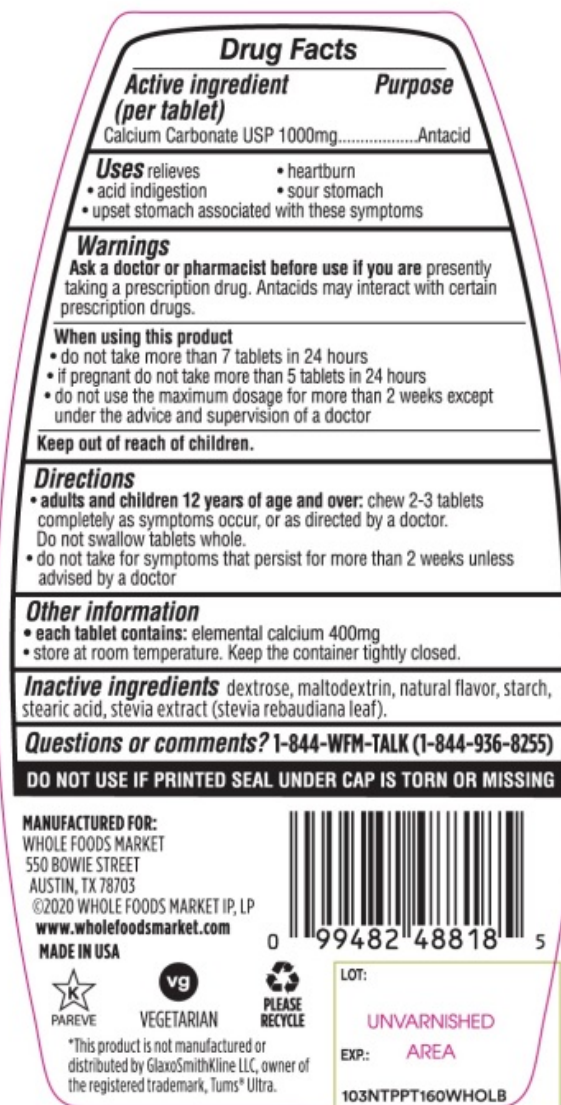 Drug Facts
Active ingredient Purpose
(per tablet)
Calcium Carbonate USP 1000mg...................Antacid
Uses relieves • heartburn
• acid indigestion • sour stomach
• upset stomach associated with these symptoms
Warnings
Ask a doctor or pharmacist before use if you are presently
taking a prescription drug. Antacids may interact with certain
prescription drugs.
When using this product
• do not take more than 7 tablets in 24 hours
• if pregnant do not take more than 5 tablets in 24 hours
• do not use the maximum dosage for more than 2 weeks except
under the advice and supervision of a doctor
Keep out of reach of children.
Directions
• adults and children 12 years of age and over: chew 2-3 tablets
completely as symptoms occur, or as directed by a doctor.
Do not swallow tablets whole.
• do not take for symptoms that persist for more than 2 weeks unless
advised by a doctor
Other information
• each tablet contains: elemental calcium 400mg
• store at room temperature. Keep the container tightly closed.
Inactive ingredients dextrose, maltodextrin, natural flavor, starch,
stearic acid, stevia extract (stevia rebaudiana leaf).
Questions or comments? 1-844-WFM-TALK (1-844-936-8255)
DO NOT USE IF PRINTED SEAL UNDER CAP IS TORN OR MISSING
MANUFACTURED FOR:
WHOLE FOODS MARKET
550 BOWIE STREET
AUSTIN, TX 78703
©2020 WHOLE FOODS MARKET IP, LP
www.wholefoodsmarket.com
MADE IN USA
0 99482 48818 5
K
PAREVE
vg
VEGETARIAN
PLEASE
RECYCLE
*This product is not manufactured or
distributed by GlaxoSmithKline LLC, owner of
the registered trademark, Tums® Ultra.
LOT:
UNVARNISHED
EXP.: AREA
103NTPPT160WHOLB